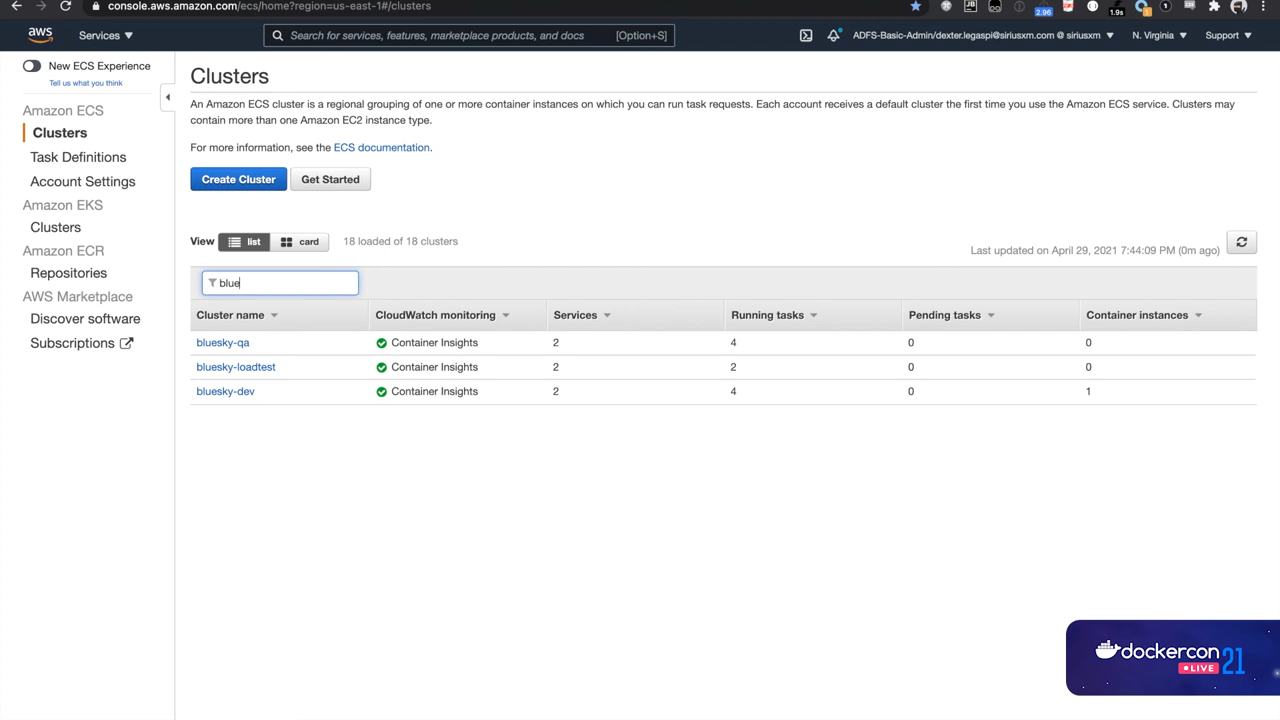 console.aws.amazon.com/ecs/home?region=us-east-1#/clusters
2.96
1.9s
1
aws
Services
Search for services, features, marketplace products, and docs
[Option+S]
ADFS-Basic-Admin/dexter.legaspi@siriusxm.com @ siriusxm
N. Virginia
Support
New ECS Experience
Tell us what you think
Amazon ECS
Clusters
Task Definitions
Account Settings
Amazon EKS
Clusters
Amazon ECR
Repositories
AWS Marketplace
Discover software
Subscriptions
Clusters
An Amazon ECS cluster is a regional grouping of one or more container instances on which you can run task requests. Each account receives a default cluster the first time you use the Amazon ECS service. Clusters may
contain more than one Amazon EC2 instance type.
For more information, see the ECS documentation.
Create Cluster
Get Started
View list card 18 loaded of 18 clusters
Last updated on April 29, 2021 7:44:09 PM (0m ago)
blue
Cluster name CloudWatch monitoring Services Running tasks Pending tasks Container instances
bluesky-qa Container Insights 2 4 0 0
bluesky-loadtest Container Insights 2 2 0 0
bluesky-dev Container Insights 2 4 0 1
dockercon
LIVE
21